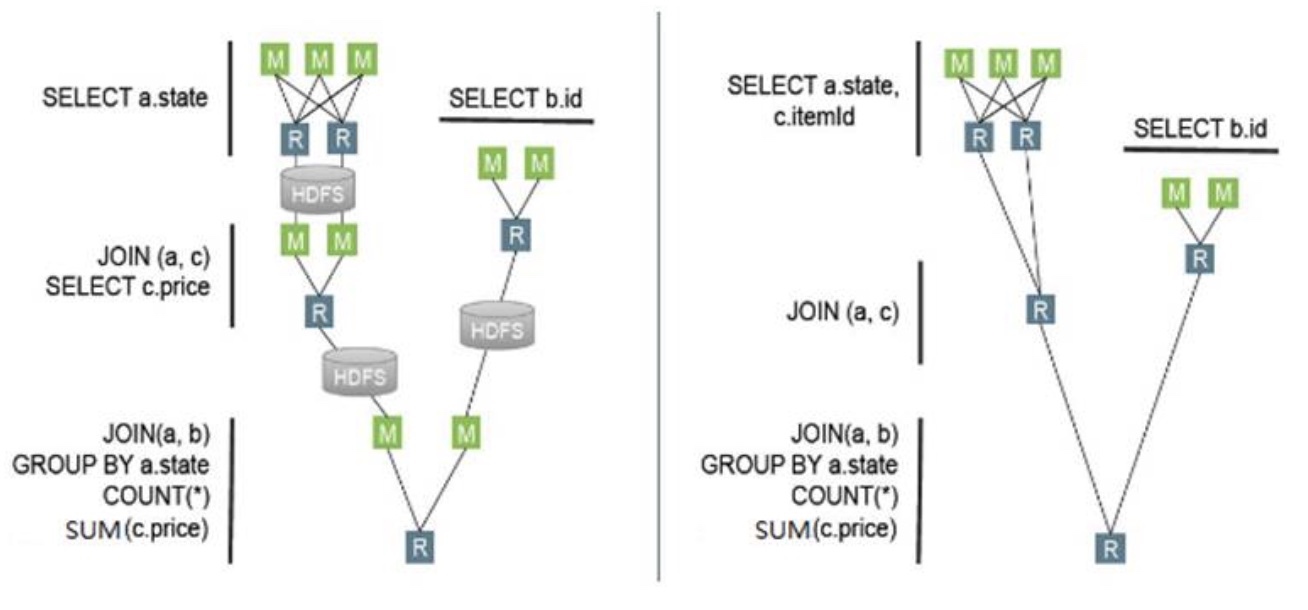 SELECT a.state
M M M
R R
HDFS
SELECT b.id
M M
R
HDFS
JOIN (a, c)
SELECT c.price
M M
R
HDFS
JOIN(a, b)
GROUP BY a.state
COUNT(*)
SUM (c.price)
M M
R
SELECT a.state,
c.itemId
M M M
R R
SELECT b.id
M M
R
JOIN (a, c)
R
JOIN(a, b)
GROUP BY a.state
COUNT(*)
SUM(c.price)
R